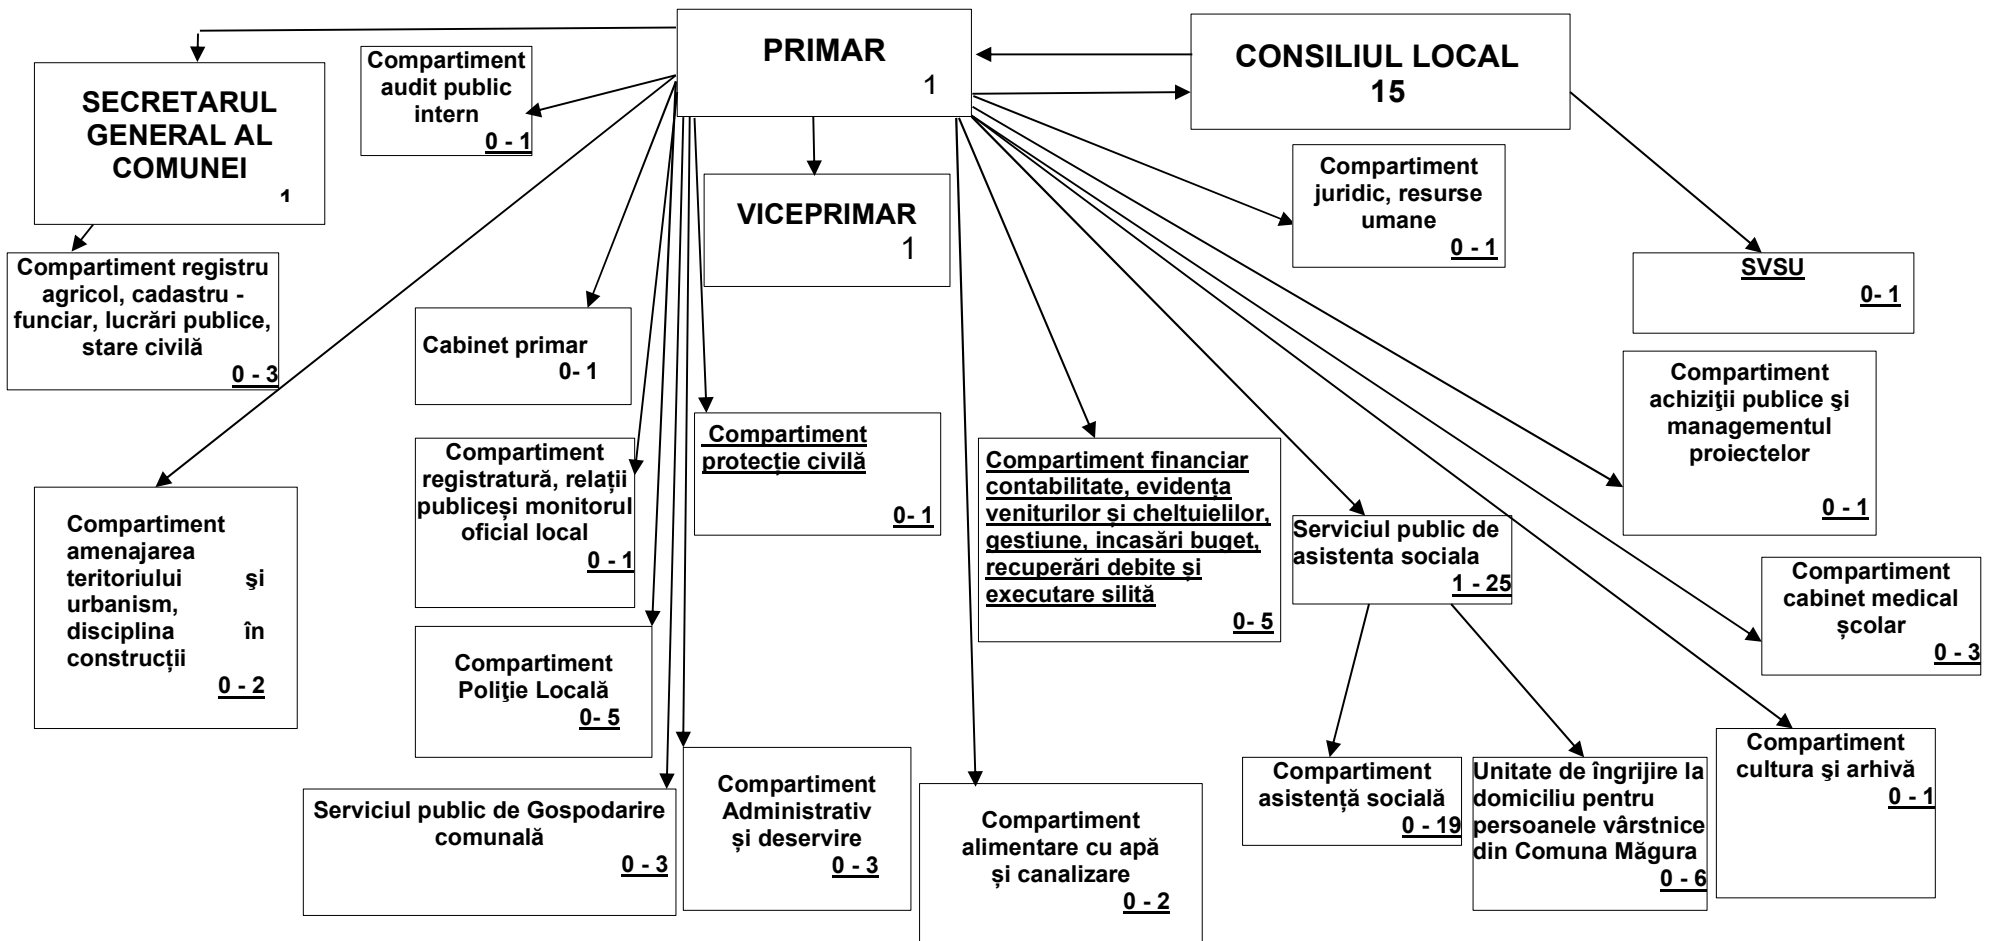 PRIMAR
1
CONSILIUL LOCAL
15
SECRETARUL
GENERAL AL
COMUNEI
1
Compartiment
audit public
intern
0 - 1
VICEPRIMAR
1
Compartiment
juridic, resurse
umane
0 - 1
SVSU
0- 1
Compartiment registru
agricol, cadastru -
funciar, lucrări publice,
stare civilă
0 - 3
Cabinet primar
0- 1
Compartiment
achiziţii publice şi
managementul
proiectelor
0 - 1
Compartiment
registratură, relații
publiceși monitorul
oficial local
0 - 1
Compartiment
protecție civilă
0- 1
Compartiment financiar
contabilitate, evidența
veniturilor și cheltuielilor,
gestiune, incasări buget,
recuperări debite și
executare silită
0- 5
Serviciul public de
asistenta sociala
1 - 25
Compartiment
amenajarea
teritoriului şi
urbanism,
disciplina în
construcții
0 - 2
Compartiment
cabinet medical
școlar
0 - 3
Compartiment
Poliţie Locală
0- 5
Serviciul public de Gospodarire
comunală
0 - 3
Compartiment
Administrativ
și deservire
0 - 3
Compartiment
alimentare cu apă
și canalizare
0 - 2
Compartiment
asistență socială
0 - 19
Unitate de îngrijire la
domiciliu pentru
persoanele vârstnice
din Comuna Măgura
0 - 6
Compartiment
cultura şi arhivă
0 - 1